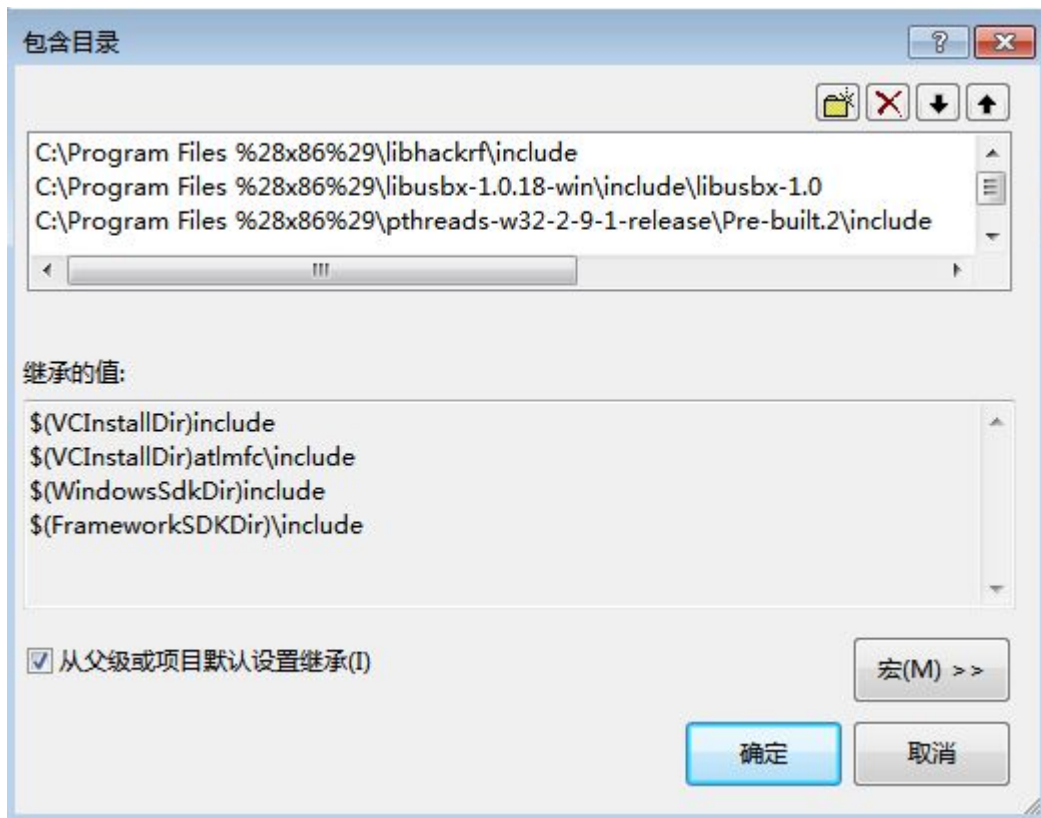 包含目录
C:\Program Files %28x86%29\libhackrf\include
C:\Program Files %28x86%29\libusbx-1.0.18-win\include\libusbx-1.0
C:\Program Files %28x86%29\pthreads-w32-2-9-1-release\Pre-built.2\include
继承的值:
$(VCInstallDir)include
$(VCInstallDir)atlmfc\include
$(WindowsSdkDir)include
$(FrameworkSDKDir)\include
从父级或项目默认设置继承(I)
宏(M) >>
确定
取消